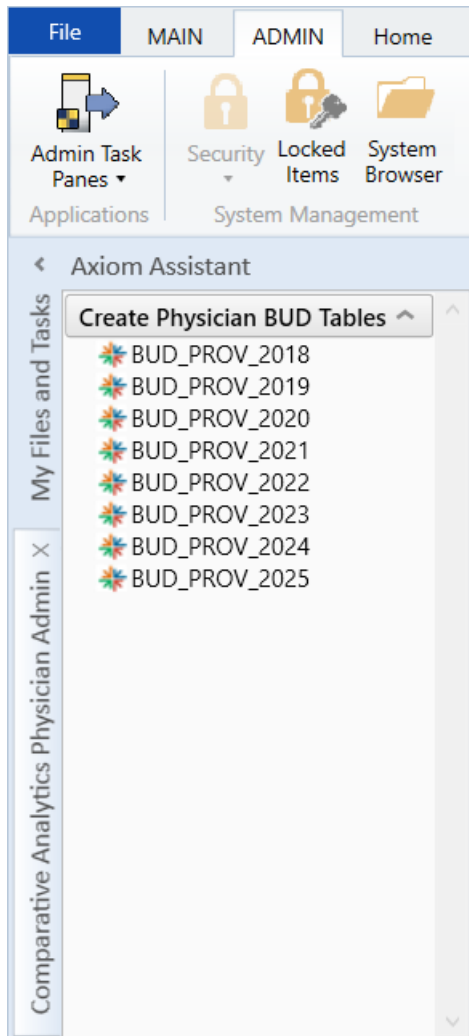 File
MAIN
ADMIN
Home
Admin Task
Panes
Security
Locked
Items
System
Browser
Applications
System Management
Axiom Assistant
My Files and Tasks
Comparative Analytics Physician Admin X
Create Physician BUD Tables
BUD_PROV_2018
BUD_PROV_2019
BUD_PROV_2020
BUD_PROV_2021
BUD_PROV_2022
BUD_PROV_2023
BUD_PROV_2024
BUD_PROV_2025